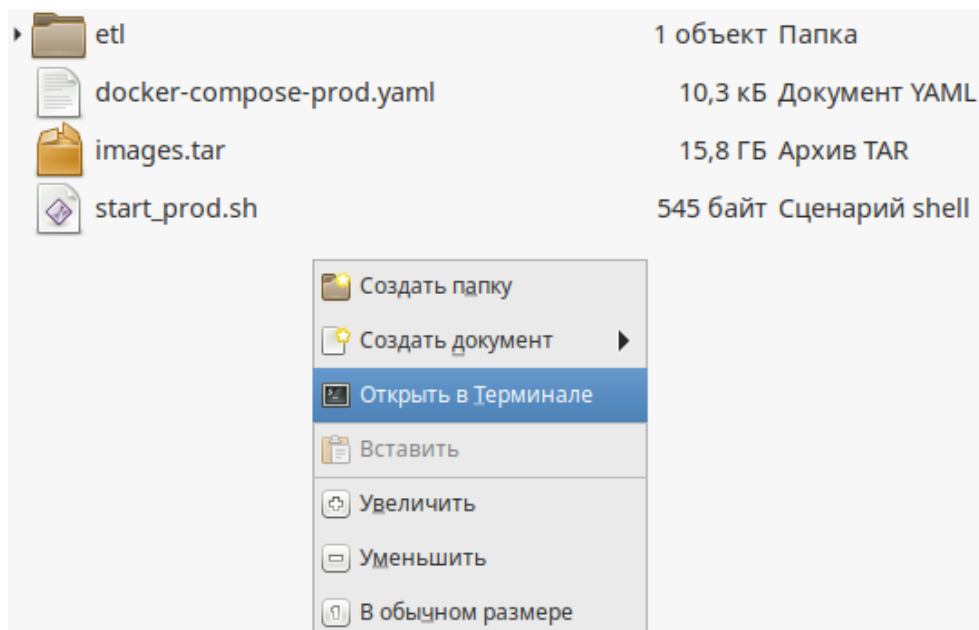 etl 1 объект Папка
docker-compose-prod.yaml 10,3 кБ Документ YAML
images.tar 15,8 ГБ Архив TAR
start_prod.sh 545 байт Сценарий shell
Создать папку
Создать документ
Открыть в Терминале
Вставить
Увеличить
Уменьшить
В обычном размере